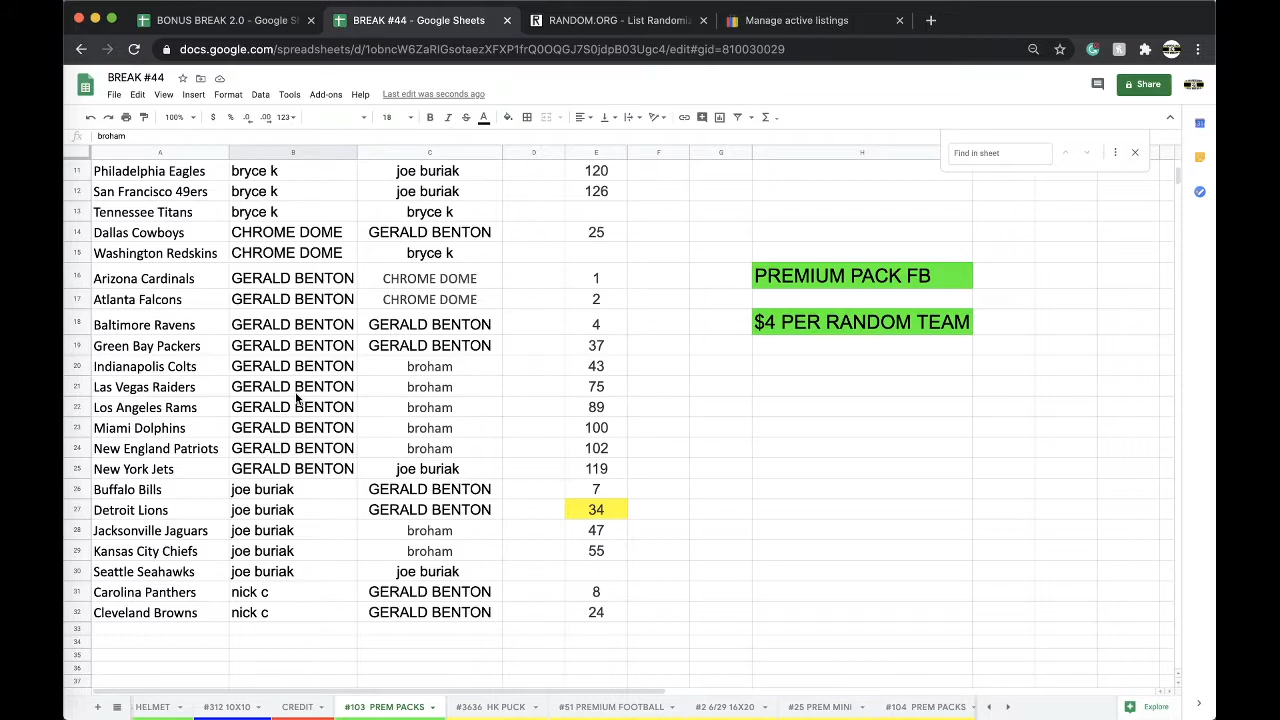 BONUS BREAK 2.0 - Google Sh
BREAK #44 - Google Sheets
RANDOM.ORG - List Randomiz
Manage active listings
docs.google.com/spreadsheets/d/1obncW6ZaRIGsotaezXFXP1frQ0OQGJ7S0jdpB03Ugc4/edit#gid=810030029
BREAK #44
File Edit View Insert Format Data Tools Add-ons Help Last edit was seconds ago
Share
100% $ % .0 .00 123 18 B I S A
fx broham
Find in sheet
A B C D E F G H
11 Philadelphia Eagles bryce k joe buriak 120
12 San Francisco 49ers bryce k joe buriak 126
13 Tennessee Titans bryce k bryce k
14 Dallas Cowboys CHROME DOME GERALD BENTON 25
15 Washington Redskins CHROME DOME bryce k
16 Arizona Cardinals GERALD BENTON CHROME DOME 1 PREMIUM PACK FB
17 Atlanta Falcons GERALD BENTON CHROME DOME 2
18 Baltimore Ravens GERALD BENTON GERALD BENTON 4 $4 PER RANDOM TEAM
19 Green Bay Packers GERALD BENTON GERALD BENTON 37
20 Indianapolis Colts GERALD BENTON broham 43
21 Las Vegas Raiders GERALD BENTON broham 75
22 Los Angeles Rams GERALD BENTON broham 89
23 Miami Dolphins GERALD BENTON broham 100
24 New England Patriots GERALD BENTON broham 102
25 New York Jets GERALD BENTON joe buriak 119
26 Buffalo Bills joe buriak GERALD BENTON 7
27 Detroit Lions joe buriak GERALD BENTON 34
28 Jacksonville Jaguars joe buriak broham 47
29 Kansas City Chiefs joe buriak broham 55
30 Seattle Seahawks joe buriak joe buriak
31 Carolina Panthers nick c GERALD BENTON 8
32 Cleveland Browns nick c GERALD BENTON 24
33
34
35
36
37
HELMET #312 10X10 CREDIT #103 PREM PACKS #3636 HK PUCK #51 PREMIUM FOOTBALL #2 6/29 16X20 #25 PREM MINI #104 PREM PACKS Explore